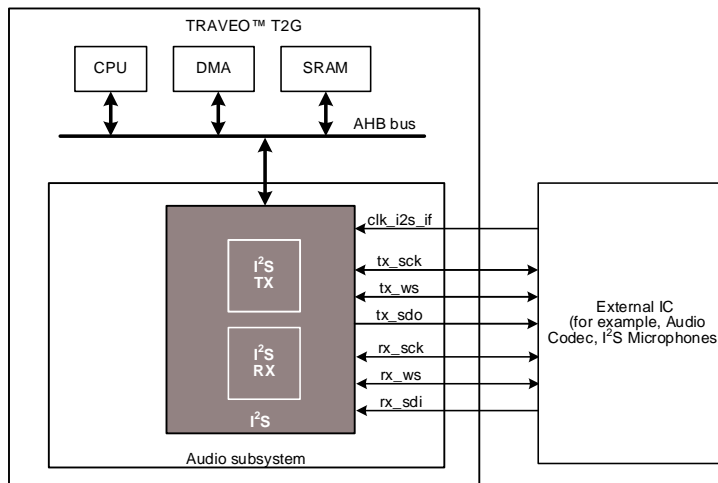 TRAVEO™ T2G
CPU
DMA
SRAM
AHB bus
clk_i2s_if
I²S
TX
tx_sck
tx_ws
tx_sdo
External IC
(for example, Audio
Codec, I²S Microphones
I²S
RX
rx_sck
rx_ws
rx_sdi
I²S
Audio subsystem